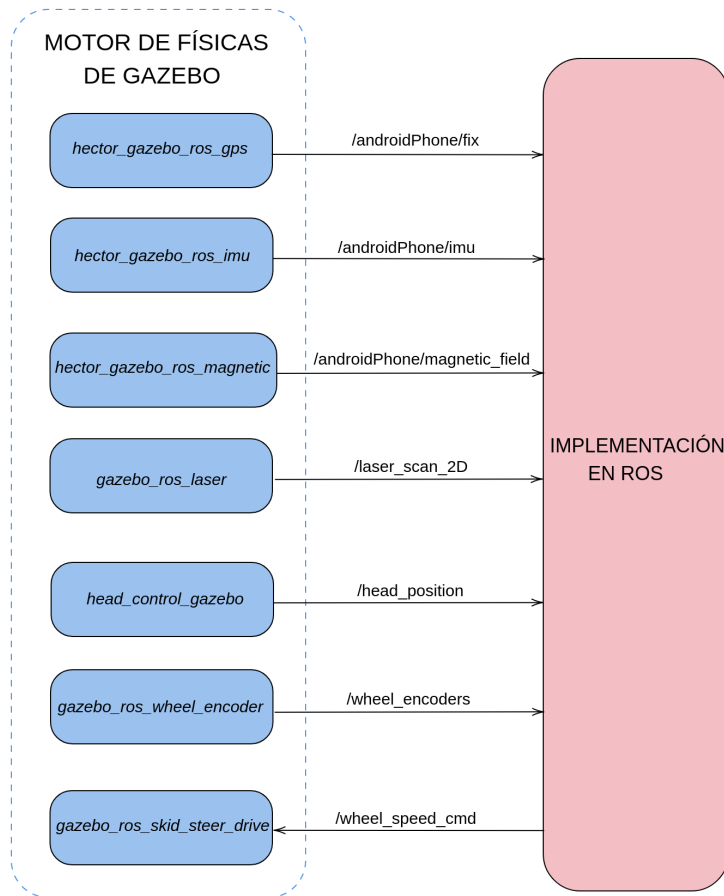 MOTOR DE FÍSICAS
DE GAZEBO
hector_gazebo_ros_gps
/androidPhone/fix
hector_gazebo_ros_imu
/androidPhone/imu
hector_gazebo_ros_magnetic
/androidPhone/magnetic_field
gazebo_ros_laser
/laser_scan_2D
head_control_gazebo
/head_position
gazebo_ros_wheel_encoder
/wheel_encoders
gazebo_ros_skid_steer_drive
/wheel_speed_cmd
IMPLEMENTACIÓN
EN ROS